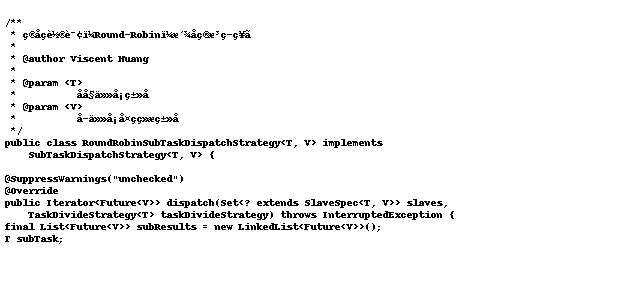 /**
 * ç®åçè½®è¯¢ï¼Round-Robinï¼æ´¾åç®æ³ç­ç¥ã
 *
 * @author Viscent Huang
 *
 * @param <T>
 * åå§ä»»å¡ç±»å
 * @param <V>
 * å­ä»»å¡å¤çç»æç±»å
 */
public class RoundRobinSubTaskDispatchStrategy<T, V> implements
SubTaskDispatchStrategy<T, V> {
@SuppressWarnings("unchecked")
@Override
public Iterator<Future<V>> dispatch(Set<? extends SlaveSpec<T, V>> slaves,
TaskDivideStrategy<T> taskDivideStrategy) throws InterruptedException {
final List<Future<V>> subResults = new LinkedList<Future<V>>();
T subTask;